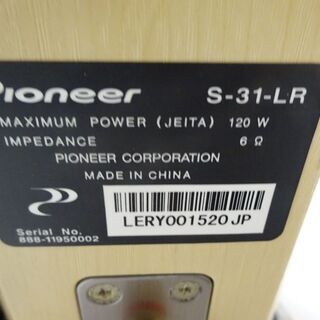 Pioneer S-31-LR
MAXIMUM POWER (JEITA) 120 W
IMPEDANCE 6 Ω
PIONEER CORPORATION
MADE IN CHINA
LERY001520JP
Serial No.
888-11950002